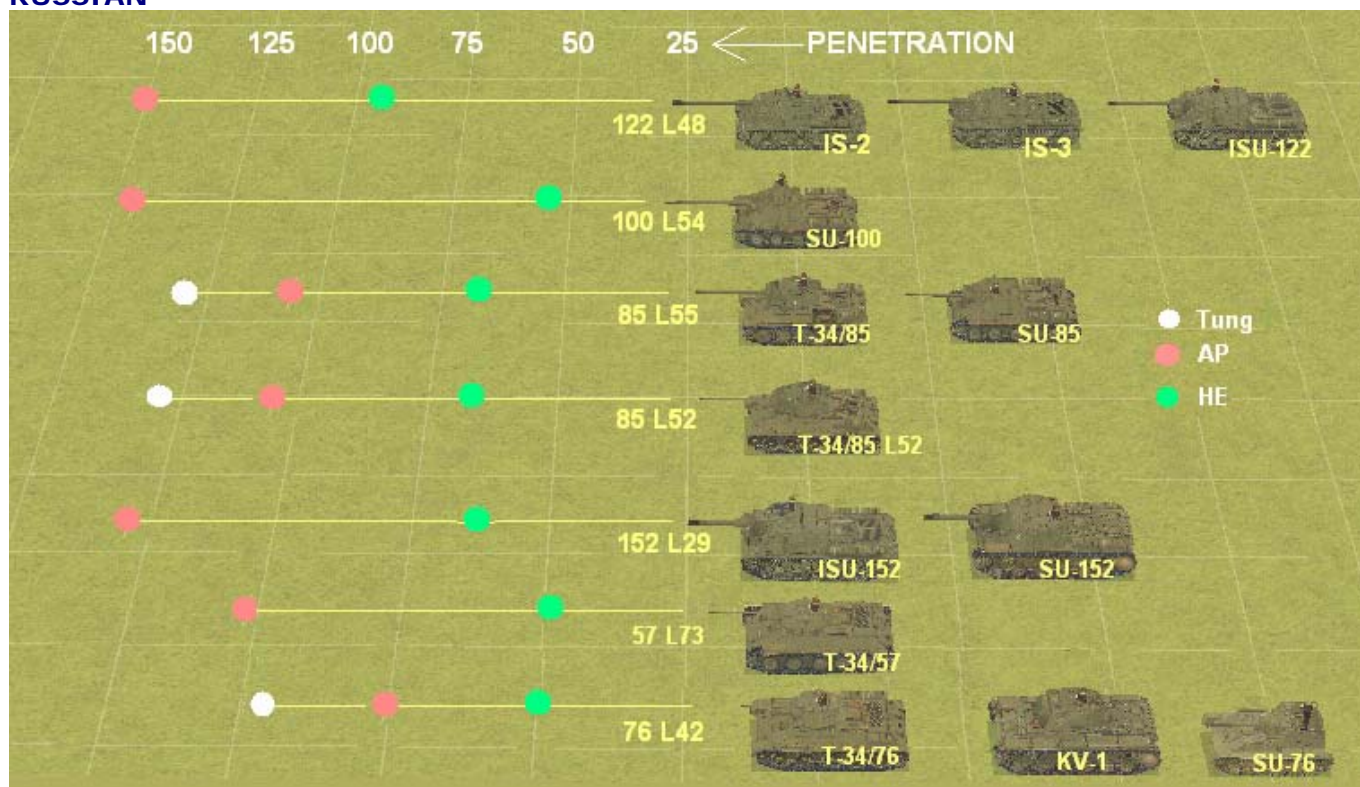 RUSSIAN
150 125 100 75 50 25 PENETRATION
122 L48 IS-2 IS-3 ISU-122
100 L54 SU-100
85 L55 T-34/85 SU-85
Tung
AP
HE
85 L52 T-34/85 L52
152 L29 ISU-152 SU-152
57 L73 T-34/57
76 L42 T-34/76 KV-1 SU-76